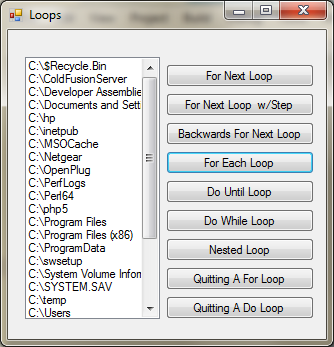 Loops
C:\$Recycle.Bin
C:\ColdFusionServer
C:\Developer Assemblie
C:\Documents and Setti
C:\hp
C:\inetpub
C:\MSOCache
C:\Netgear
C:\OpenPlug
C:\PerfLogs
C:\Perl64
C:\php5
C:\Program Files
C:\Program Files (x86)
C:\ProgramData
C:\swsetup
C:\System Volume Infor
C:\SYSTEM.SAV
C:\temp
C:\Users
For Next Loop
For Next Loop w/Step
Backwards For Next Loop
For Each Loop
Do Until Loop
Do While Loop
Nested Loop
Quitting A For Loop
Quitting A Do Loop